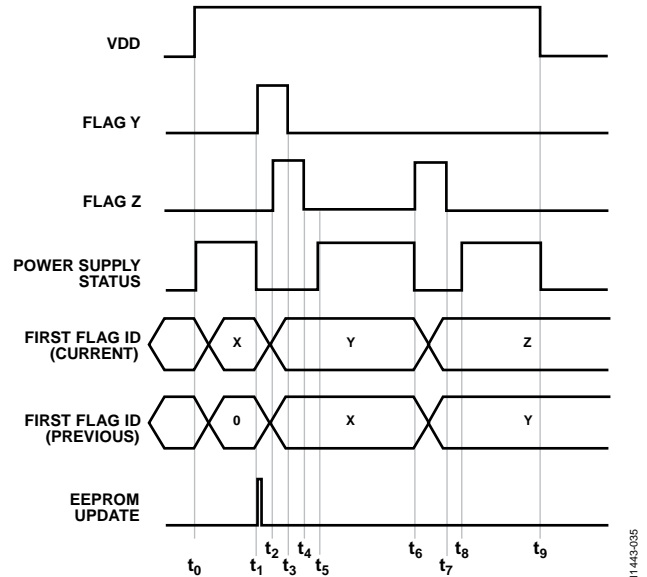 VDD
FLAG Y
FLAG Z
POWER SUPPLY
STATUS
FIRST FLAG ID
(CURRENT)
X
Y
Z
FIRST FLAG ID
(PREVIOUS)
0
X
Y
EEPROM
UPDATE
t0
t1
t2
t3
t4
t5
t6
t7
t8
t9
11443-035